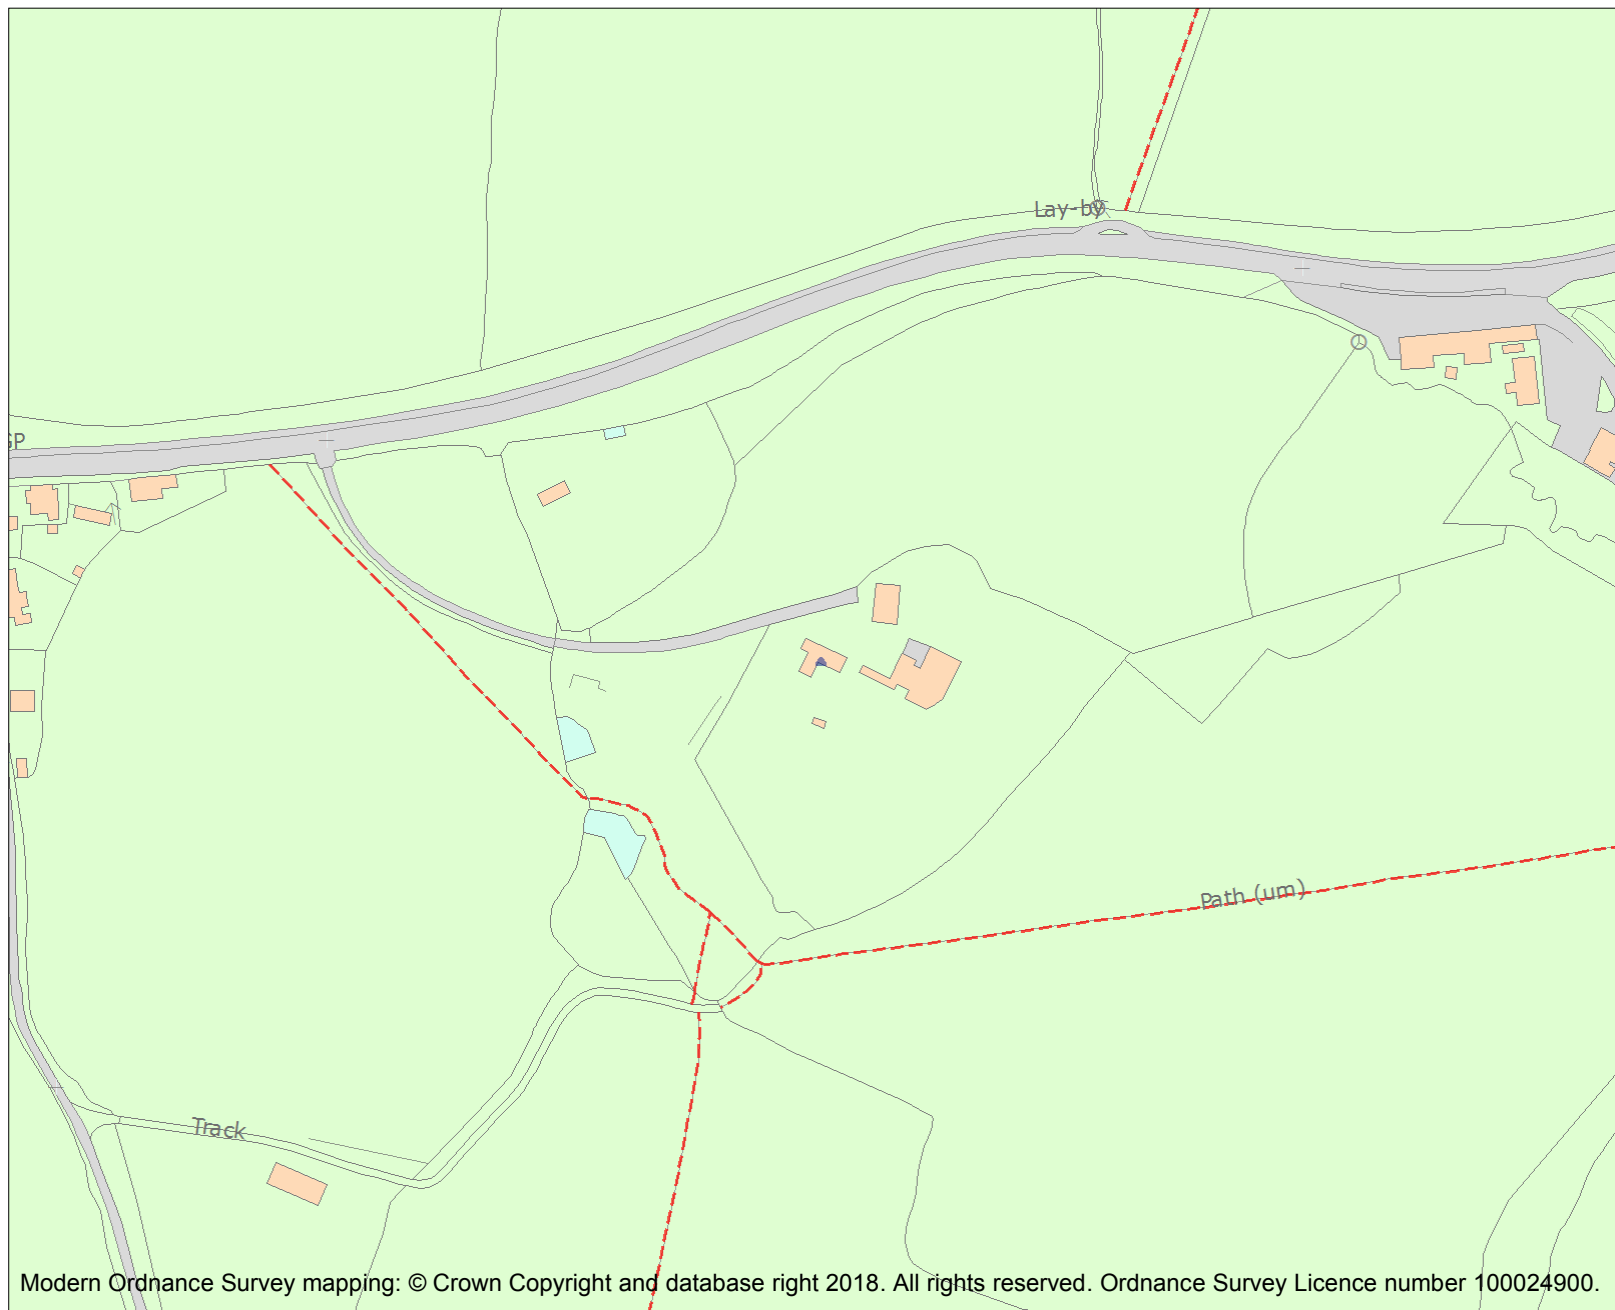 Lay-by
GP
Path (um)
Track
Modern Ordnance Survey mapping: © Crown Copyright and database right 2018. All rights reserved. Ordnance Survey Licence number 100024900.